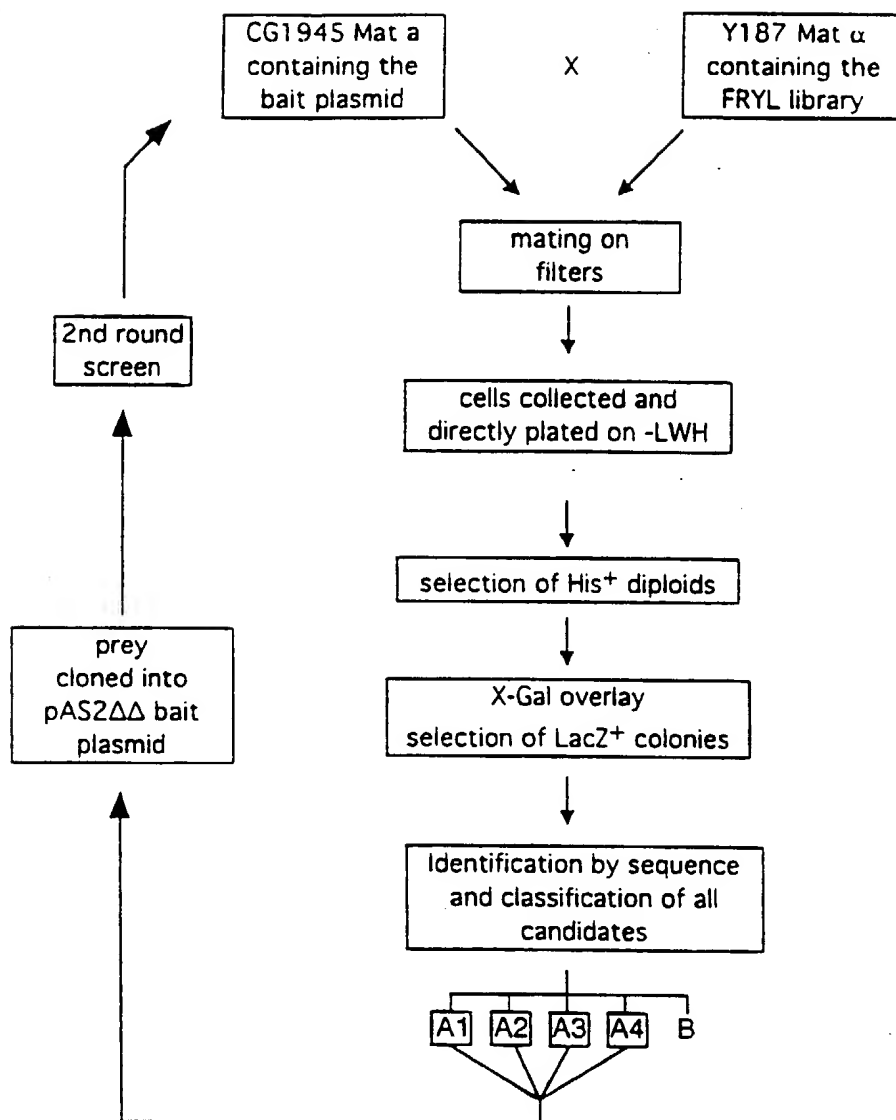 CG1945 Mat a
containing the
bait plasmid
X
Y187 Mat α
containing the
FRYL library
mating on
filters
2nd round
screen
cells collected and
directly plated on -LWH
selection of His+ diploids
prey
cloned into
pAS2ΔΔ bait
plasmid
X-Gal overlay
selection of LacZ+ colonies
Identification by sequence
and classification of all
candidates
A1 A2 A3 A4 B